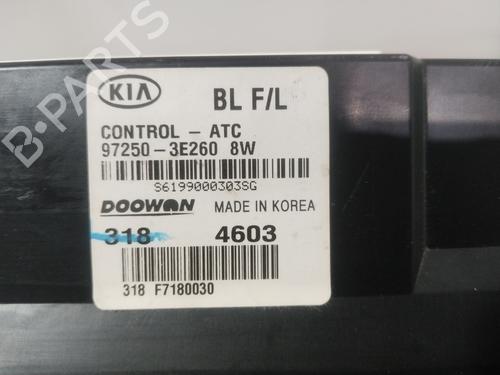 B-PARTS
KIA
BL F/L
CONTROL - ATC
97250-3E260 8W
S6199000303SG
DOOWON MADE IN KOREA
318 4603
318 F7180030